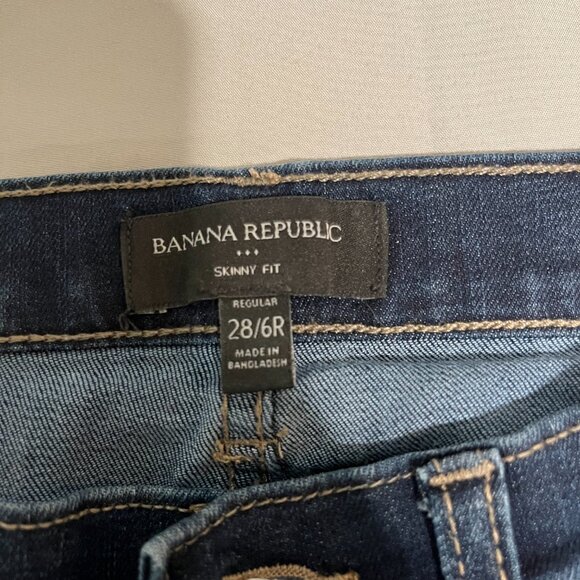 BANANA REPUBLIC
SKINNY FIT
REGULAR
28/6R
MADE IN
BANGLADESH